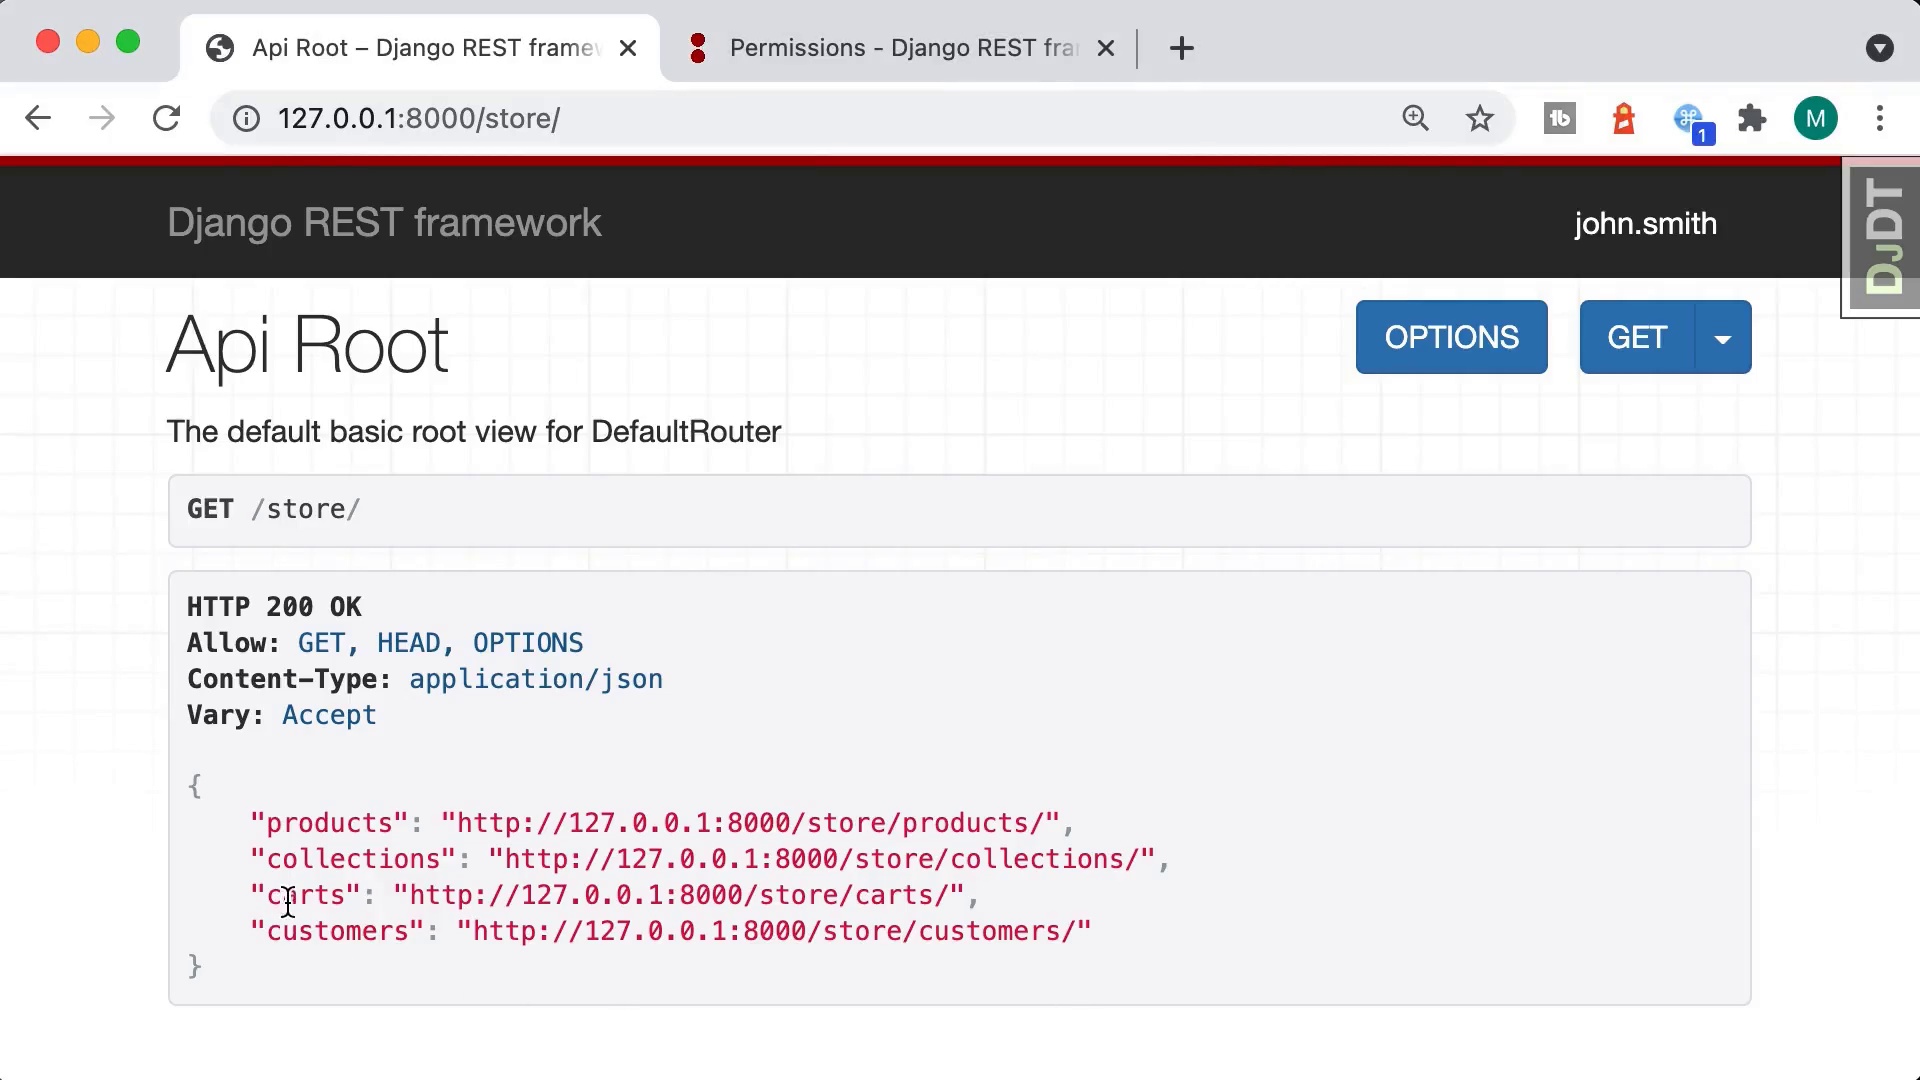 Api Root – Django REST framew
Permissions - Django REST fra
127.0.0.1:8000/store/
1
M
Django REST framework
john.smith
DJDT
Api Root
OPTIONS
GET
The default basic root view for DefaultRouter
GET /store/
HTTP 200 OK
Allow: GET, HEAD, OPTIONS
Content-Type: application/json
Vary: Accept
{
"products": "http://127.0.0.1:8000/store/products/",
"collections": "http://127.0.0.1:8000/store/collections/",
"carts": "http://127.0.0.1:8000/store/carts/",
"customers": "http://127.0.0.1:8000/store/customers/"
}